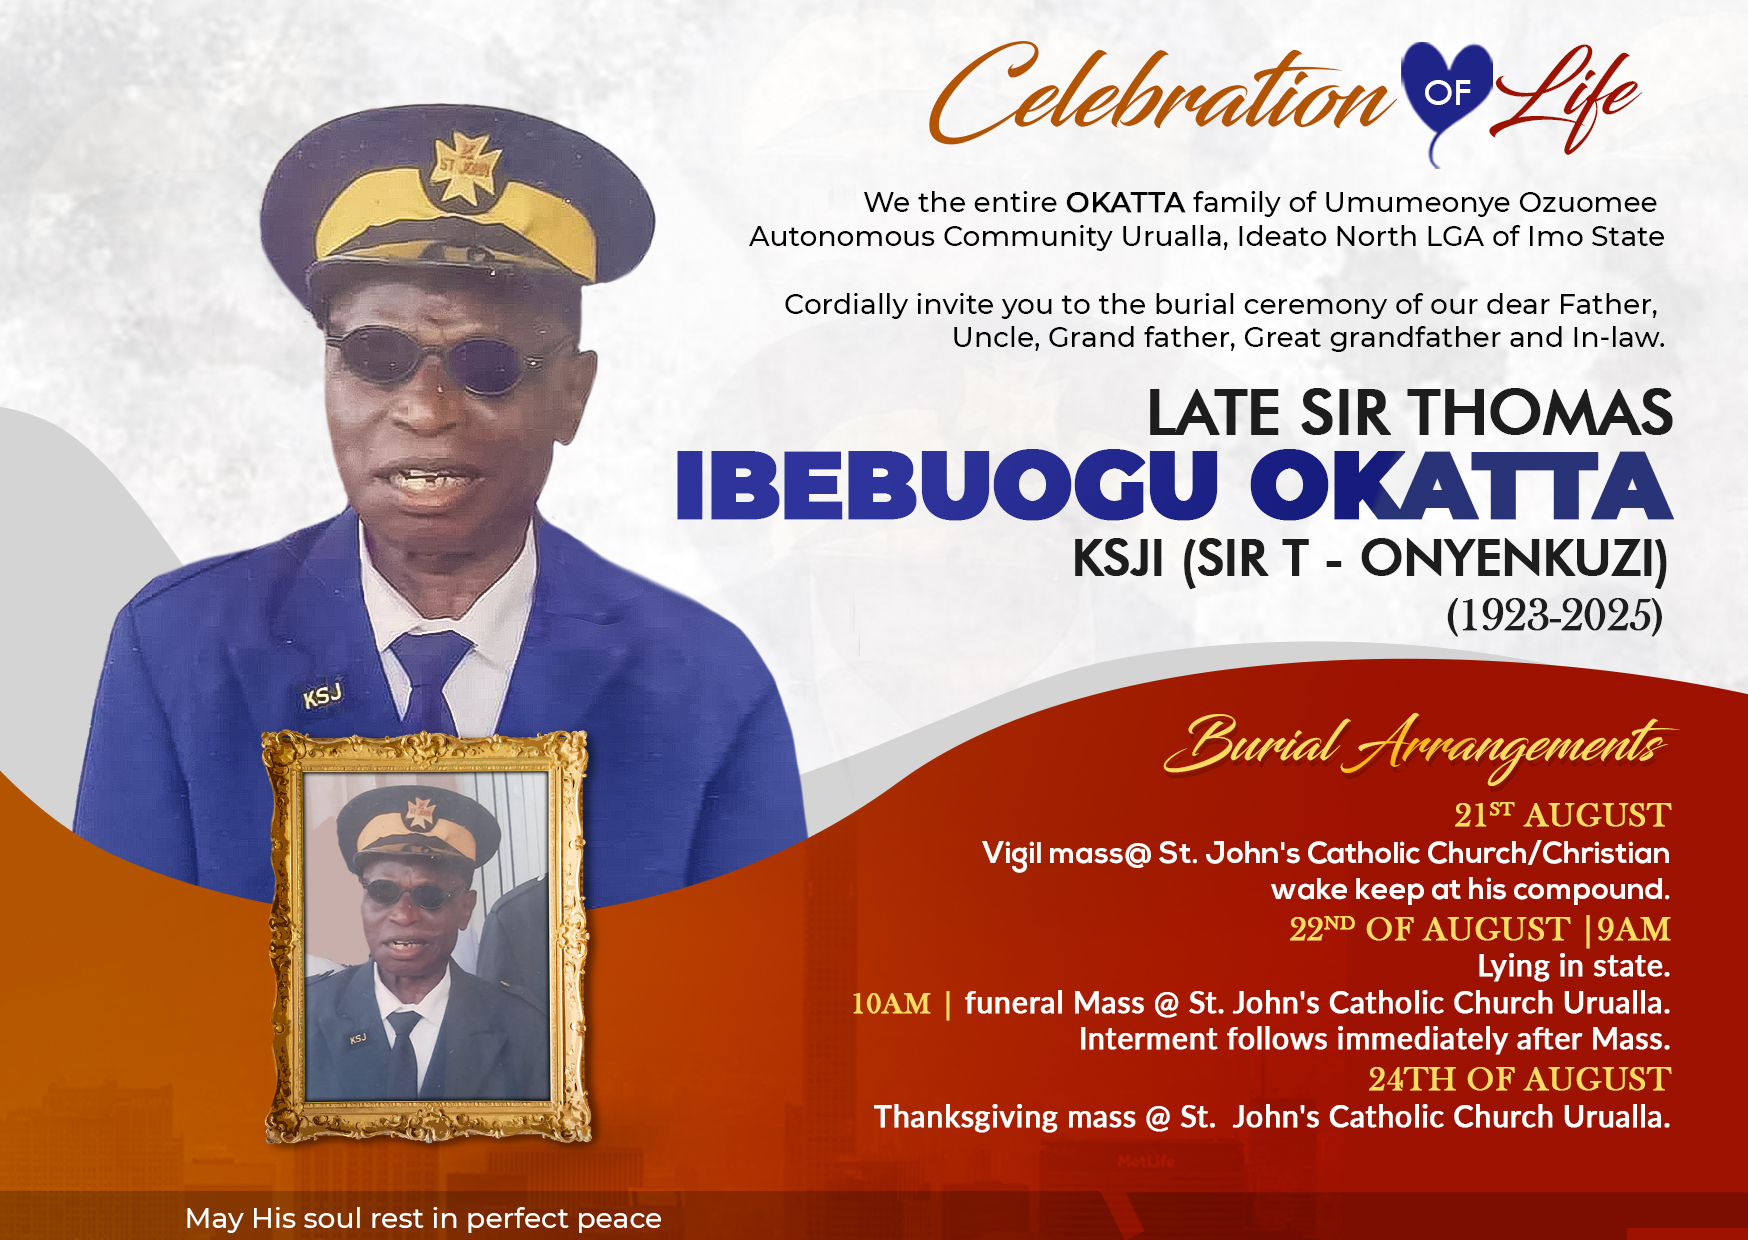 Celebration OF Life
We the entire OKATTA family of Umumeonye Ozuomee
Autonomous Community Urualla, Ideato North LGA of Imo State
Cordially invite you to the burial ceremony of our dear Father,
Uncle, Grand father, Great grandfather and In-law.
LATE SIR THOMAS
IBEBUOGU OKATTA
KSJI (SIR T - ONYENKUZI)
(1923-2025)
ST JOHN
KSJ
Burial Arrangements
21ST AUGUST
Vigil mass@ St. John's Catholic Church/Christian
wake keep at his compound.
22ND OF AUGUST |9AM
Lying in state.
10AM | funeral Mass @ St. John's Catholic Church Urualla.
Interment follows immediately after Mass.
24TH OF AUGUST
Thanksgiving mass @ St. John's Catholic Church Urualla.
KSJ
MetLife
May His soul rest in perfect peace